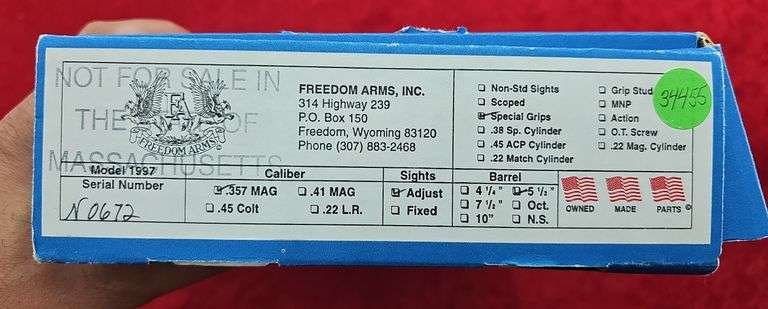 NOT FOR SALE IN
THE OF
MASSACHUSETTS
FA
FREEDOM ARMS
FREEDOM ARMS, INC.
314 Highway 239
P.O. Box 150
Freedom, Wyoming 83120
Phone (307) 883-2468
Non-Std Sights
Scoped
Special Grips
.38 Sp. Cylinder
.45 ACP Cylinder
.22 Match Cylinder
Grip Stud
MNP
Action
O.T. Screw
.22 Mag. Cylinder
34455
Model 1997
Serial Number
N0672
Caliber
.357 MAG .41 MAG
.45 Colt .22 L.R.
Sights
Adjust
Fixed
Barrel
4 1/4" 5 1/2"
7 1/2" Oct.
10" N.S.
OWNED MADE PARTS ©